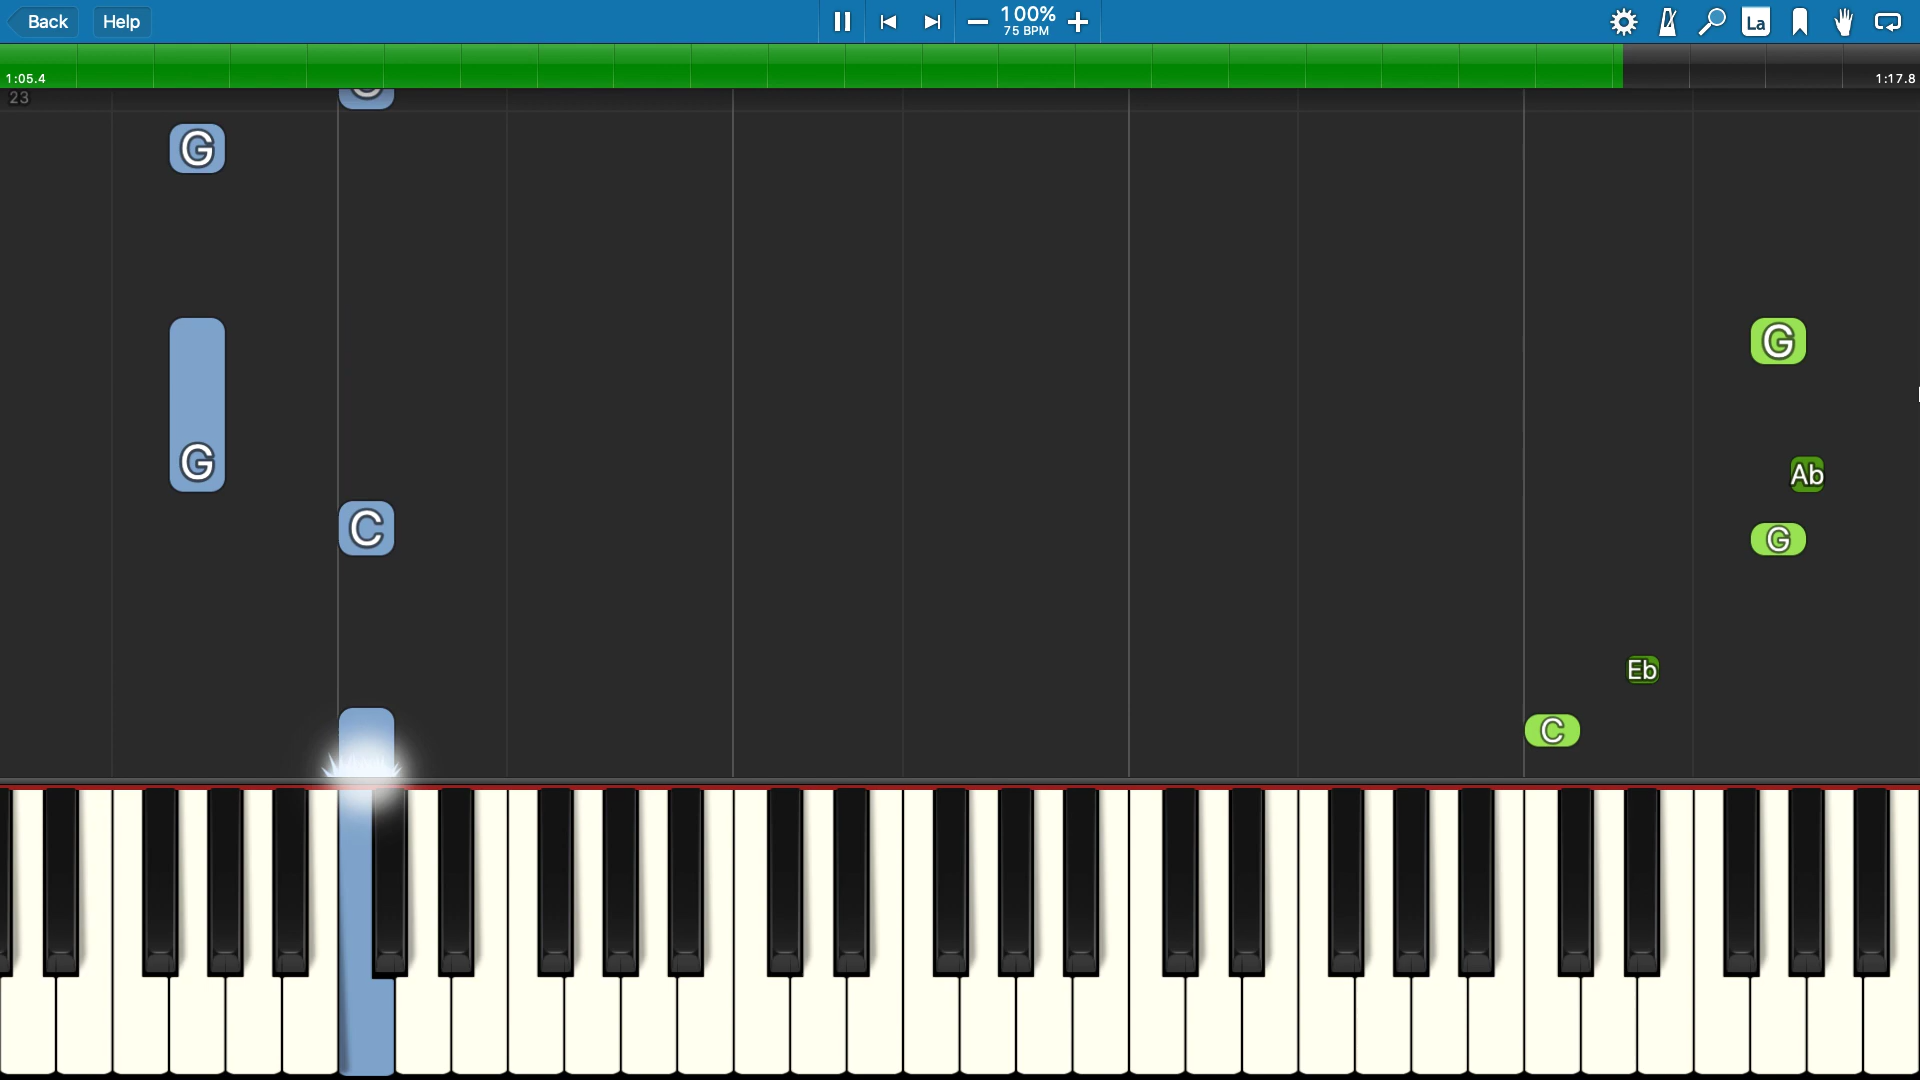 Back Help 100% La
75 BPM
1:05.4 1:17.8
23
G
G
G
Ab
C G
Eb
C